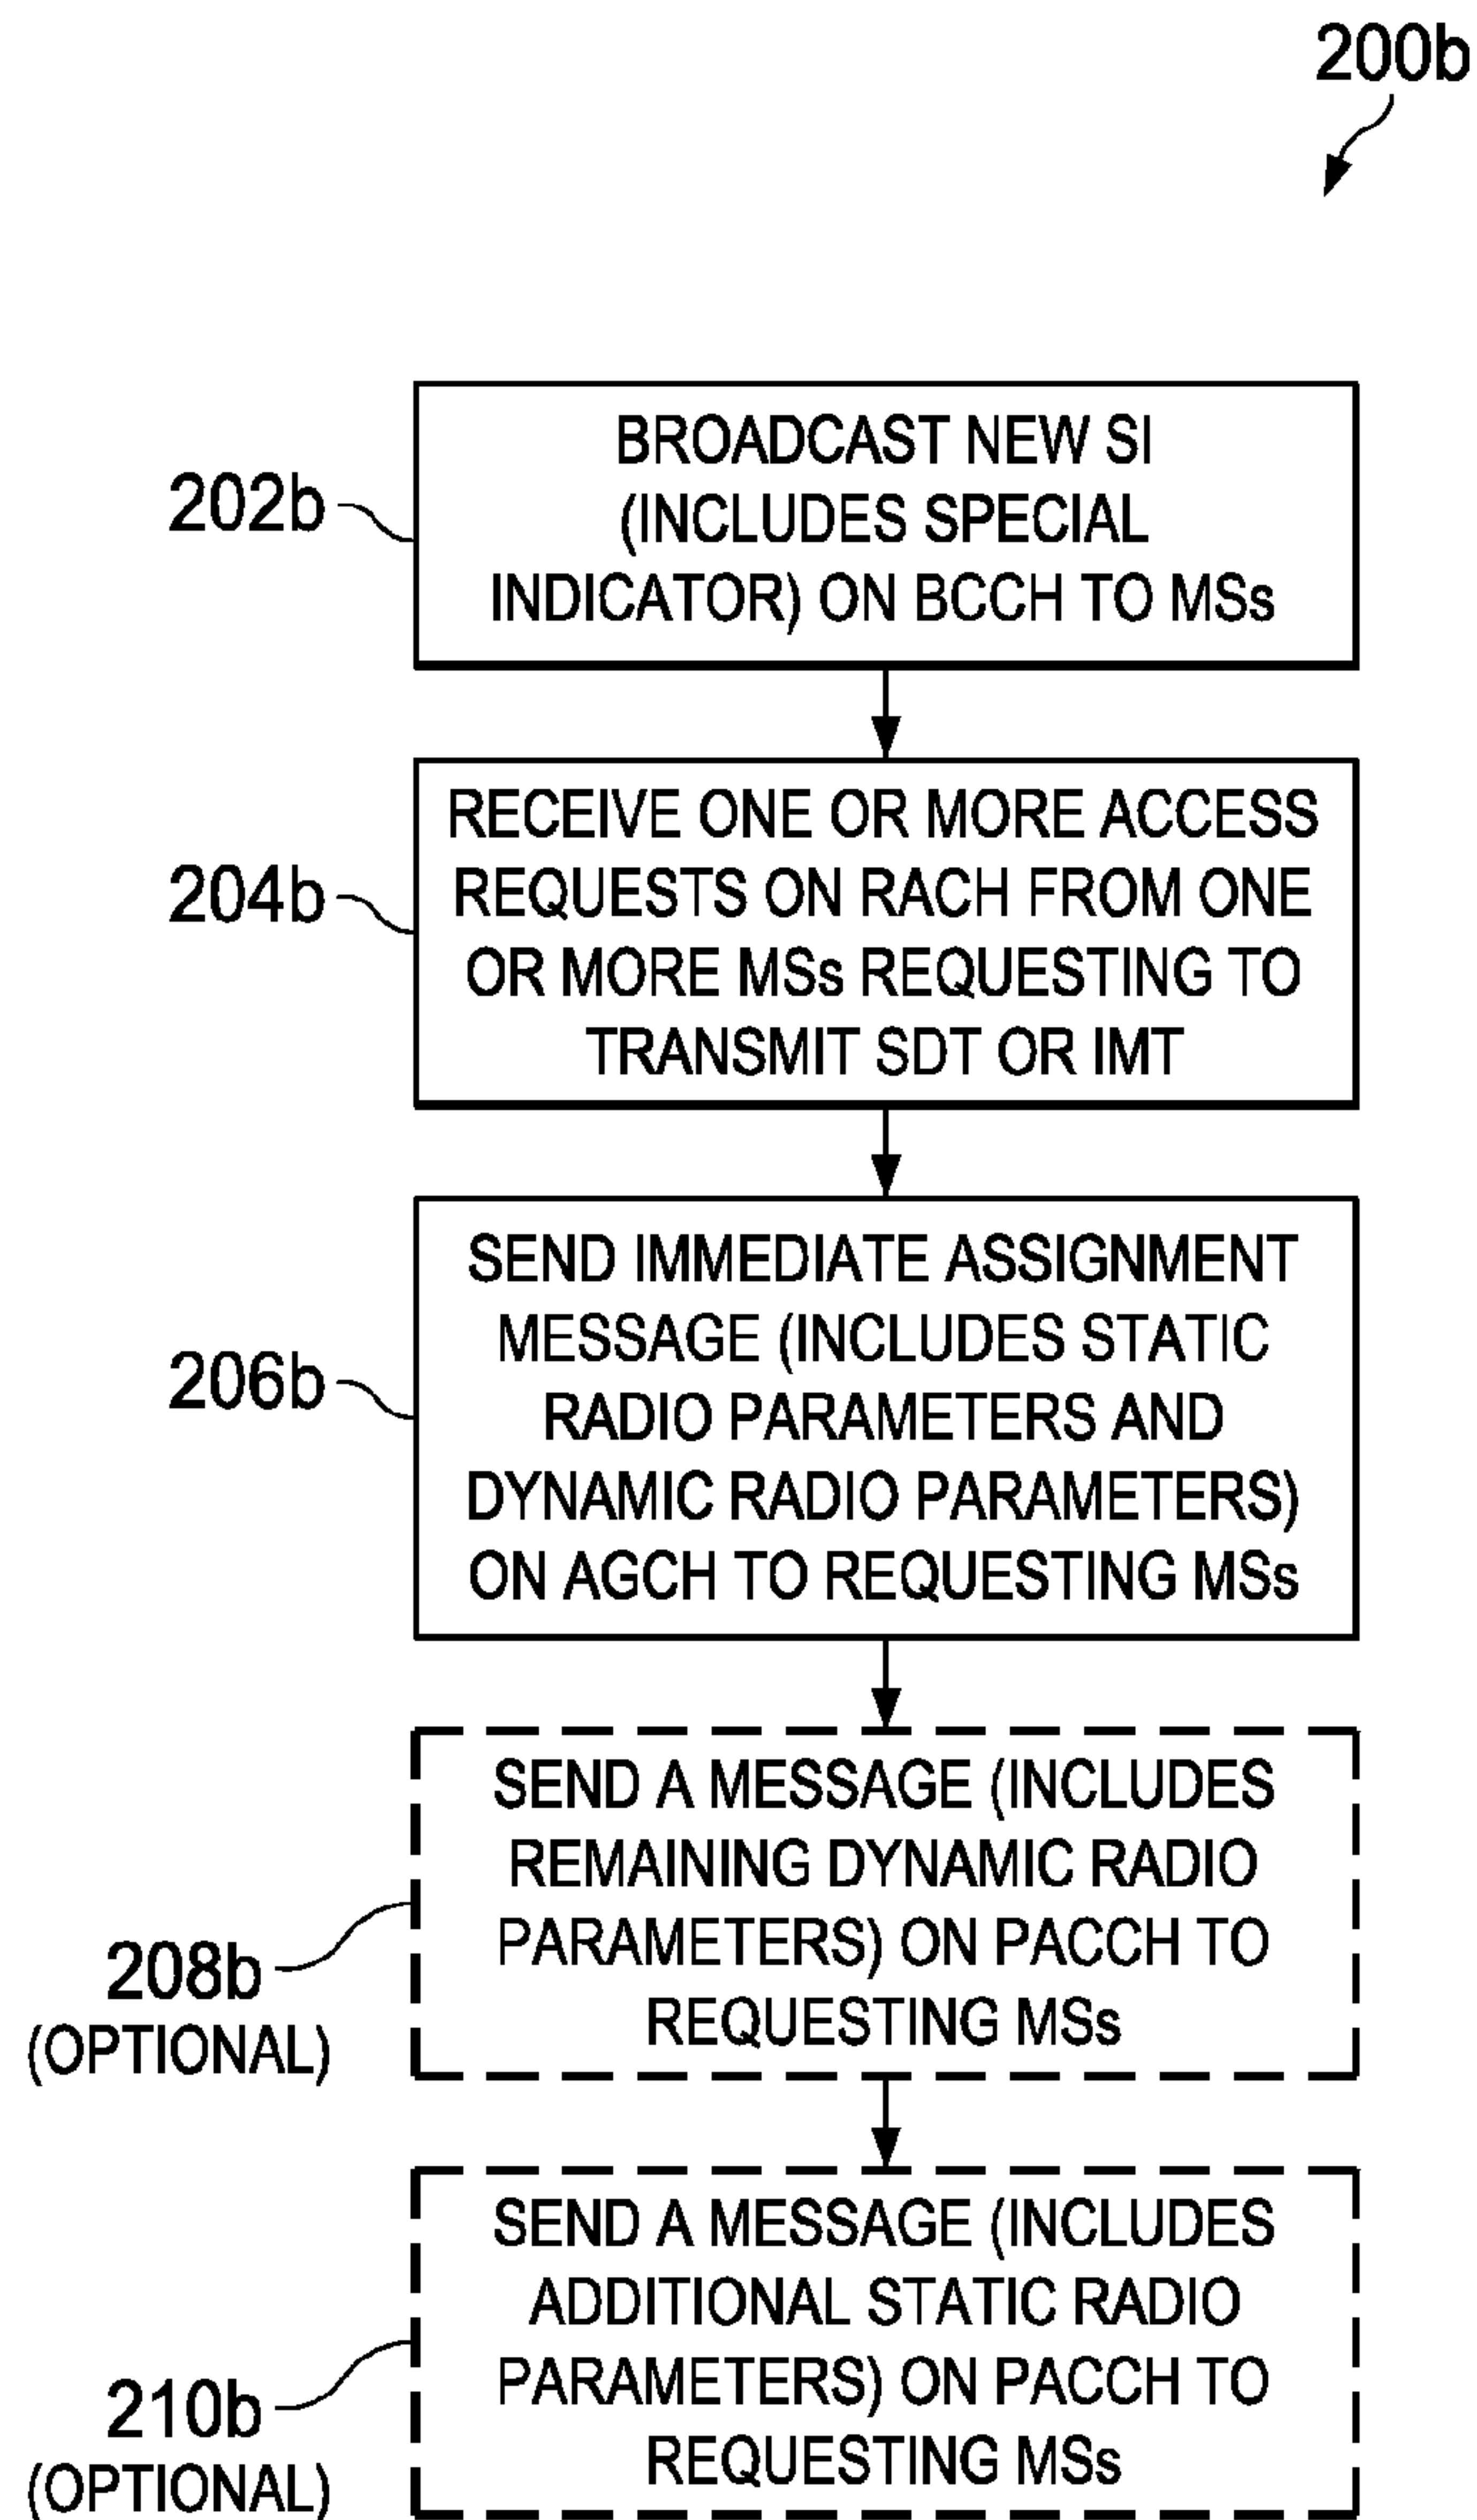 200b
202b
BROADCAST NEW SI
(INCLUDES SPECIAL
INDICATOR) ON BCCH TO MSs
204b
RECEIVE ONE OR MORE ACCESS
REQUESTS ON RACH FROM ONE
OR MORE MSs REQUESTING TO
TRANSMIT SDT OR IMT
206b
SEND IMMEDIATE ASSIGNMENT
MESSAGE (INCLUDES STATIC
RADIO PARAMETERS AND
DYNAMIC RADIO PARAMETERS)
ON AGCH TO REQUESTING MSs
208b
(OPTIONAL)
SEND A MESSAGE (INCLUDES
REMAINING DYNAMIC RADIO
PARAMETERS) ON PACCH TO
REQUESTING MSs
210b
(OPTIONAL)
SEND A MESSAGE (INCLUDES
ADDITIONAL STATIC RADIO
PARAMETERS) ON PACCH TO
REQUESTING MSs